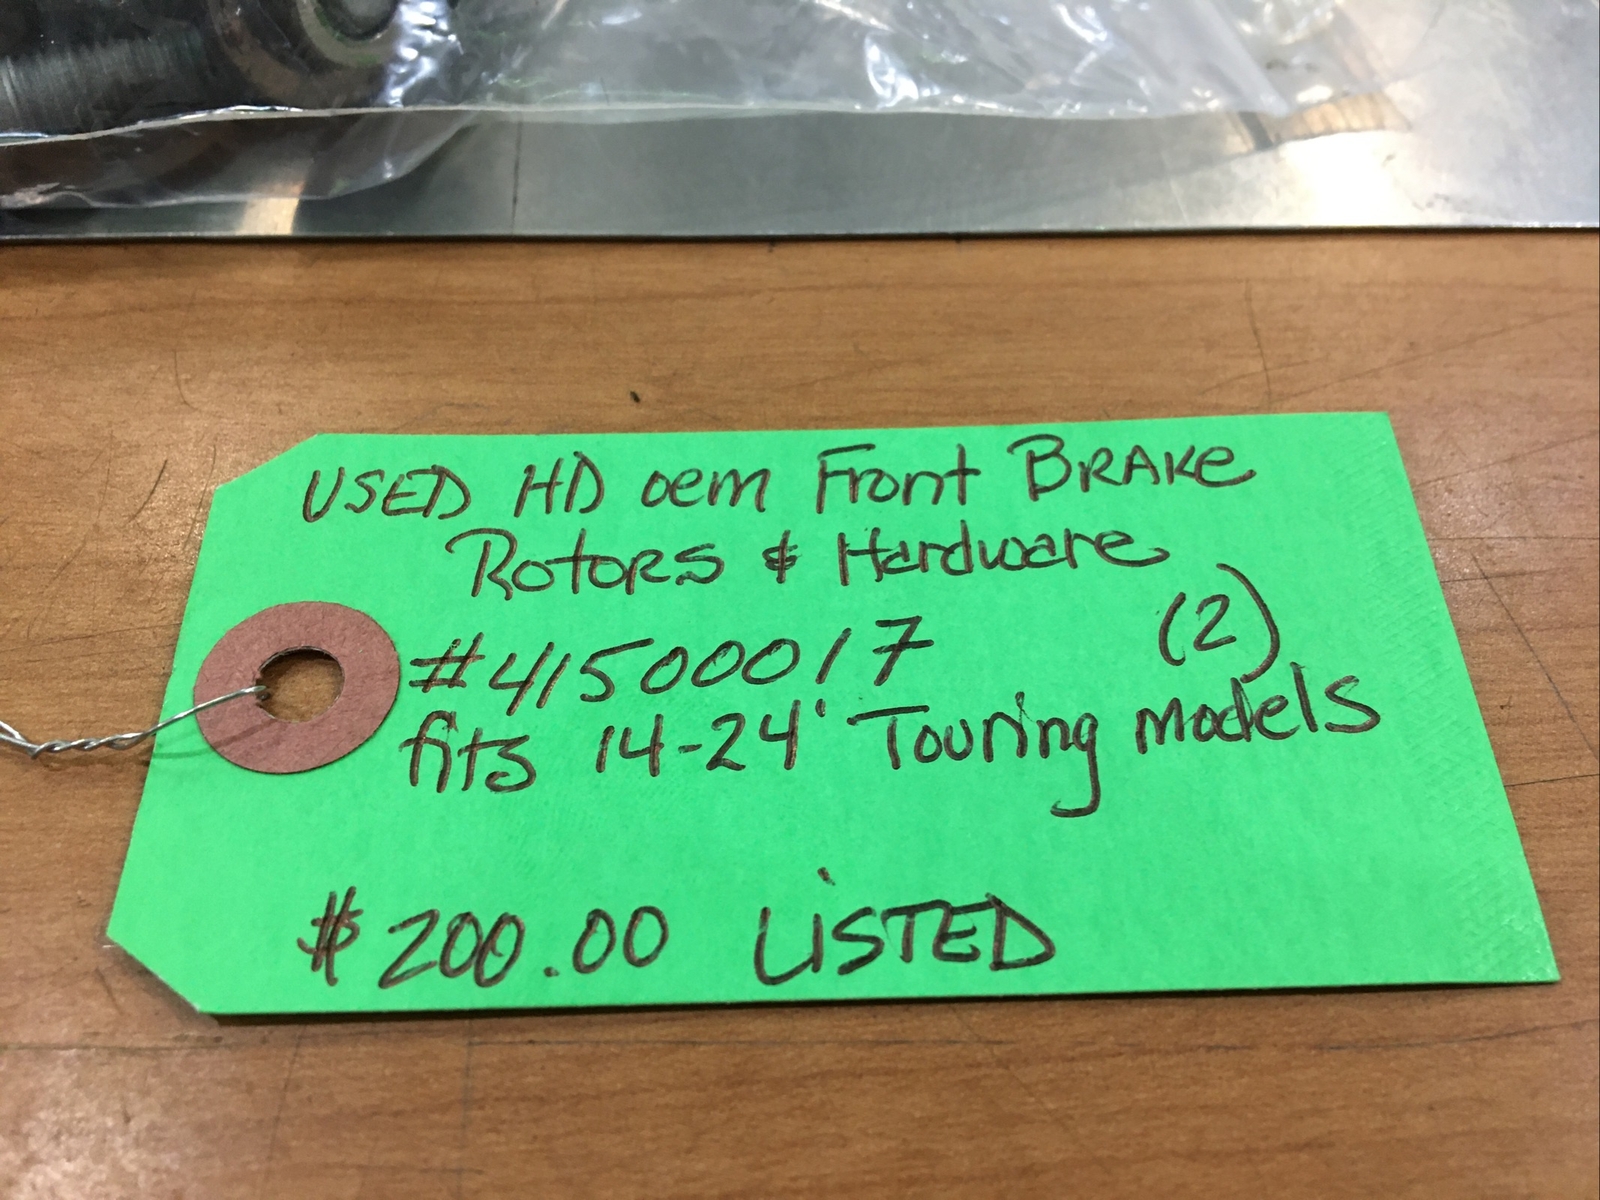 USED HD oem Front BRAKe
RotoRs & Hardware
#41500017 (2)
fits 14-24' Touring models
$200.00 LiSTED